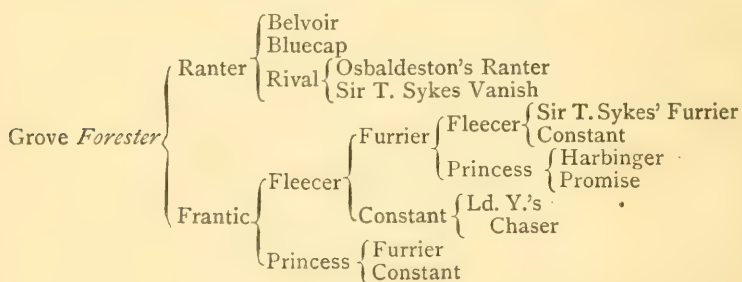 Belvoir
Bluecap
Ranter
Rival Osbaldeston's Ranter
Sir T. Sykes Vanish
Grove Forester
Furrier Fleecer Sir T. Sykes' Furrier
Constant
Princess Harbinger
Promise
Fleecer
Constant Ld. Y.'s
Chaser
Frantic
Princess Furrier
Constant